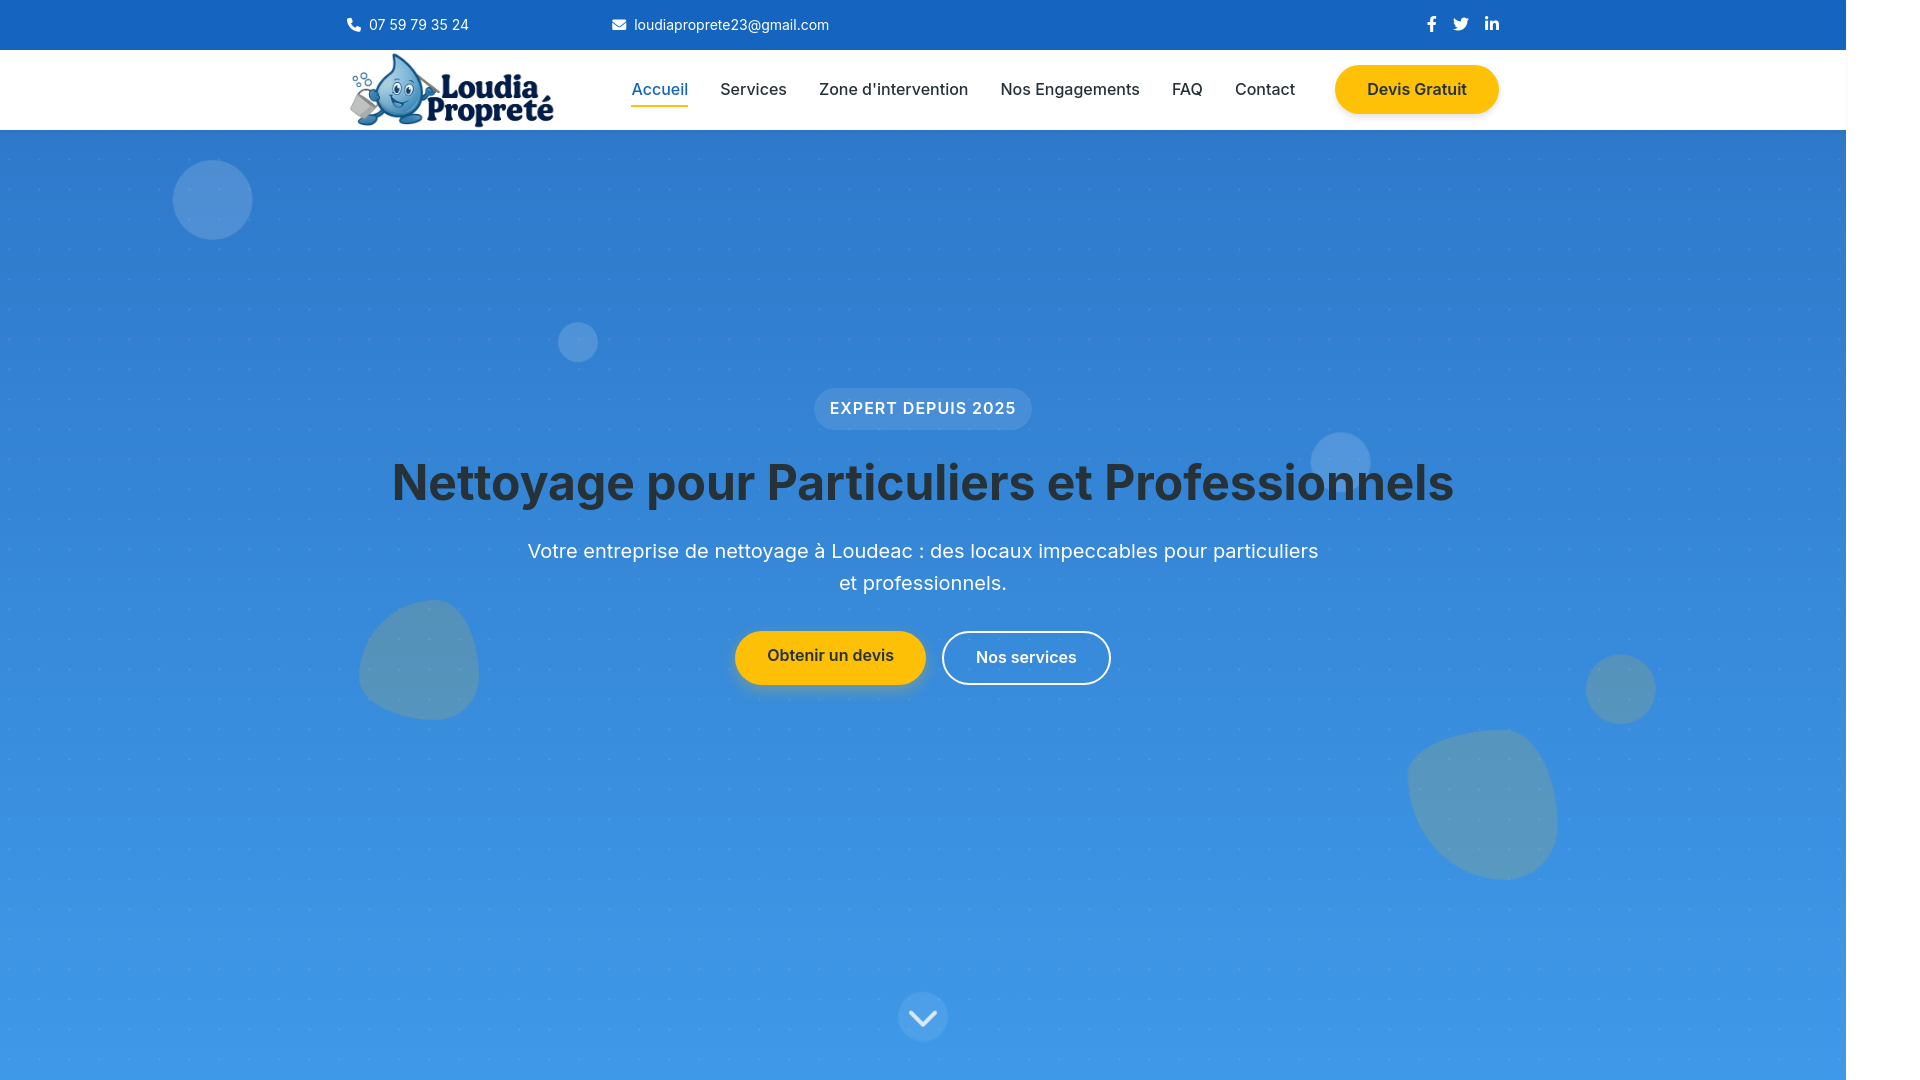 07 59 79 35 24
loudiaproprete23@gmail.com
Loudia
Propreté
Accueil
Services
Zone d'intervention
Nos Engagements
FAQ
Contact
Devis Gratuit
EXPERT DEPUIS 2025
Nettoyage pour Particuliers et Professionnels
Votre entreprise de nettoyage à Loudeac : des locaux impeccables pour particuliers
et professionnels.
Obtenir un devis
Nos services